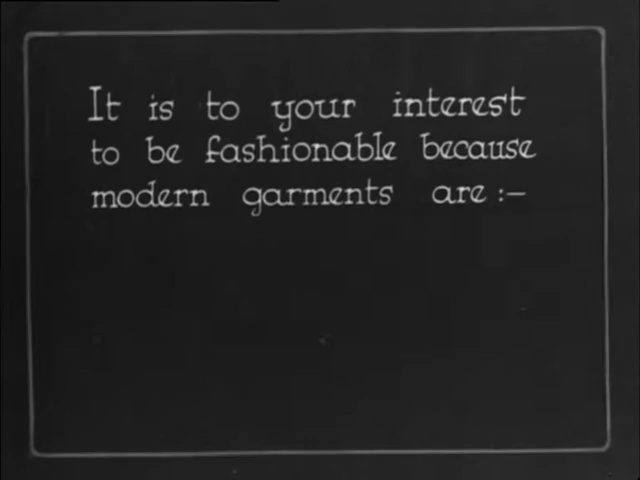 It is to your interest
to be fashionable because
modern garments are :—